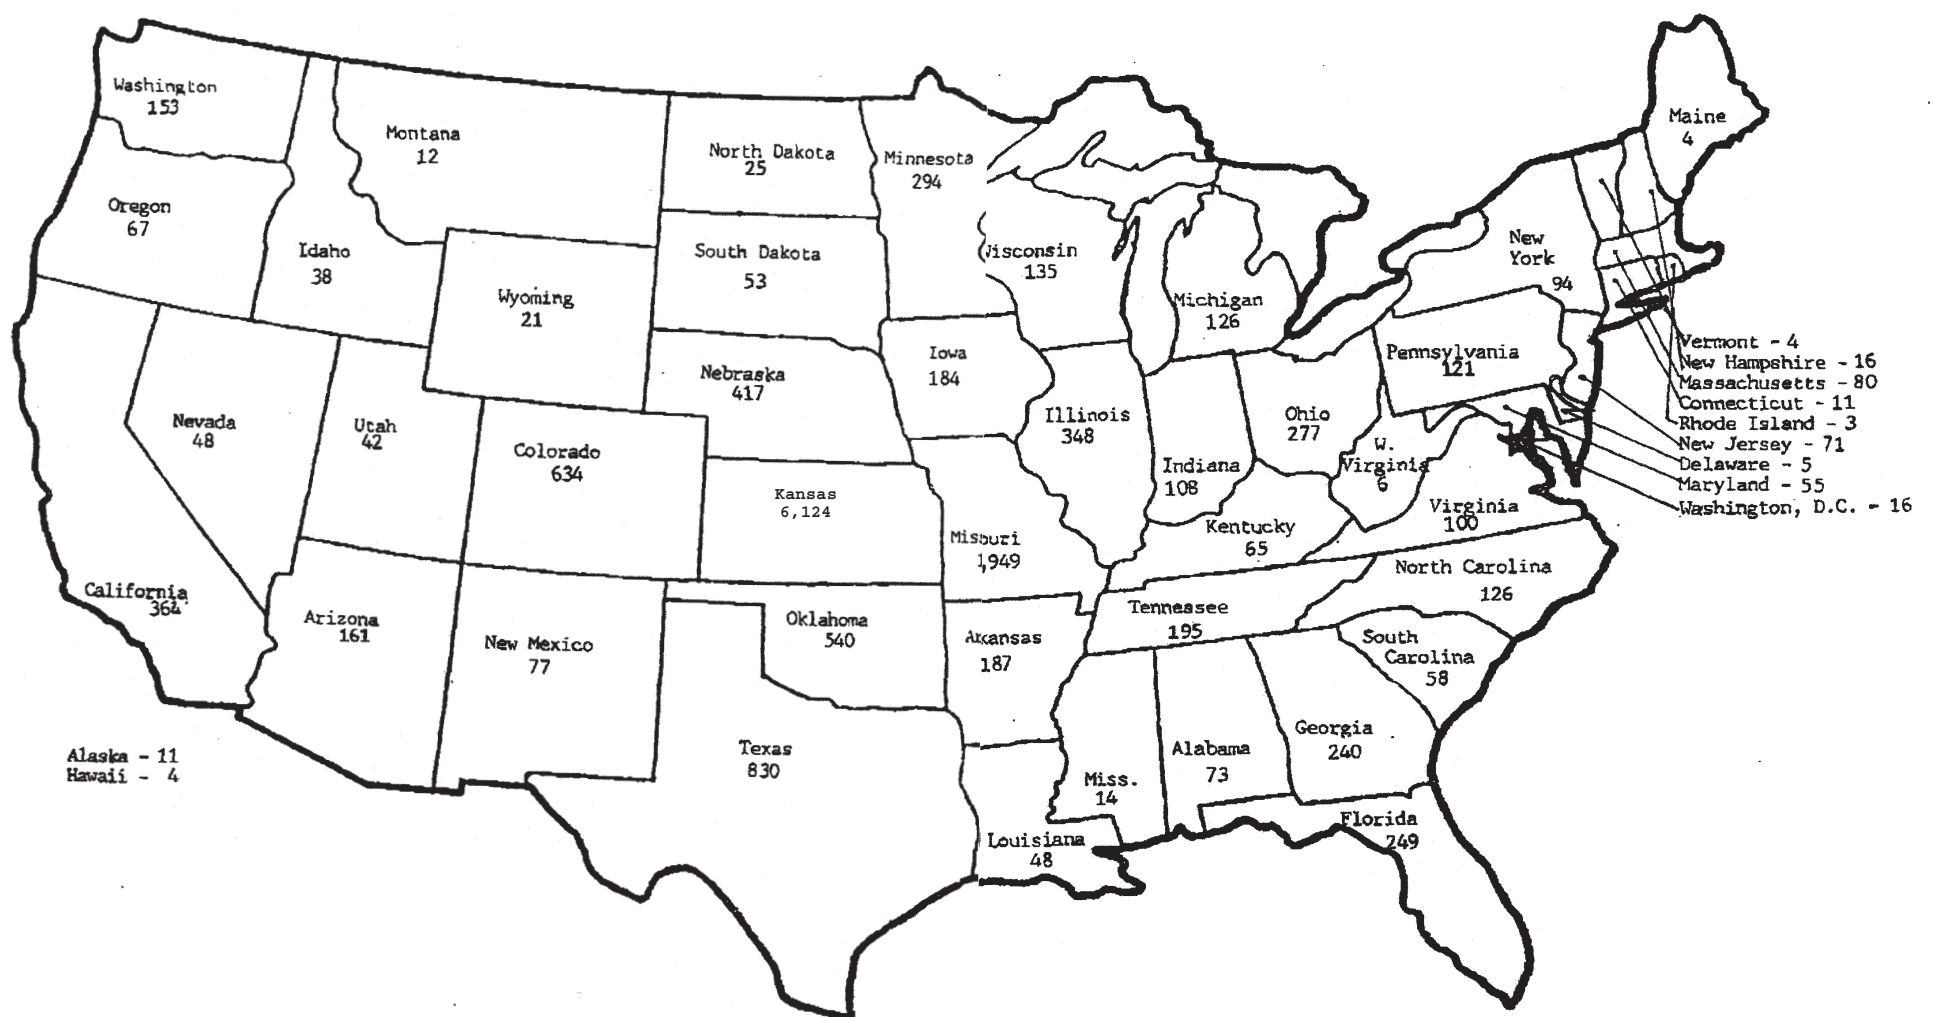 Washington
153
Oregon
67
Idaho
38
Montana
12
Wyoming
21
North Dakota
25
South Dakota
53
Nebraska
417
Minnesota
294
Wisconsin
135
Iowa
184
Michigan
126
Illinois
348
Indiana
108
Ohio
277
Pennsylvania
121
New
York
94
Maine
4
Vermont - 4
New Hampshire - 16
Massachusetts - 80
Connecticut - 11
Rhode Island - 3
New Jersey - 71
Delaware - 5
Maryland - 55
Washington, D.C. - 16
W.
Virginia
6
Virginia
100
Kentucky
65
North Carolina
126
Tennessee
195
South
Carolina
58
Georgia
240
Alabama
73
Miss.
14
Florida
249
Louisiana
48
Arkansas
187
Missouri
1,949
Kansas
6,124
Oklahoma
540
Texas
830
New Mexico
77
Colorado
634
Arizona
161
Utah
42
Nevada
48
California
364
Alaska - 11
Hawaii - 4